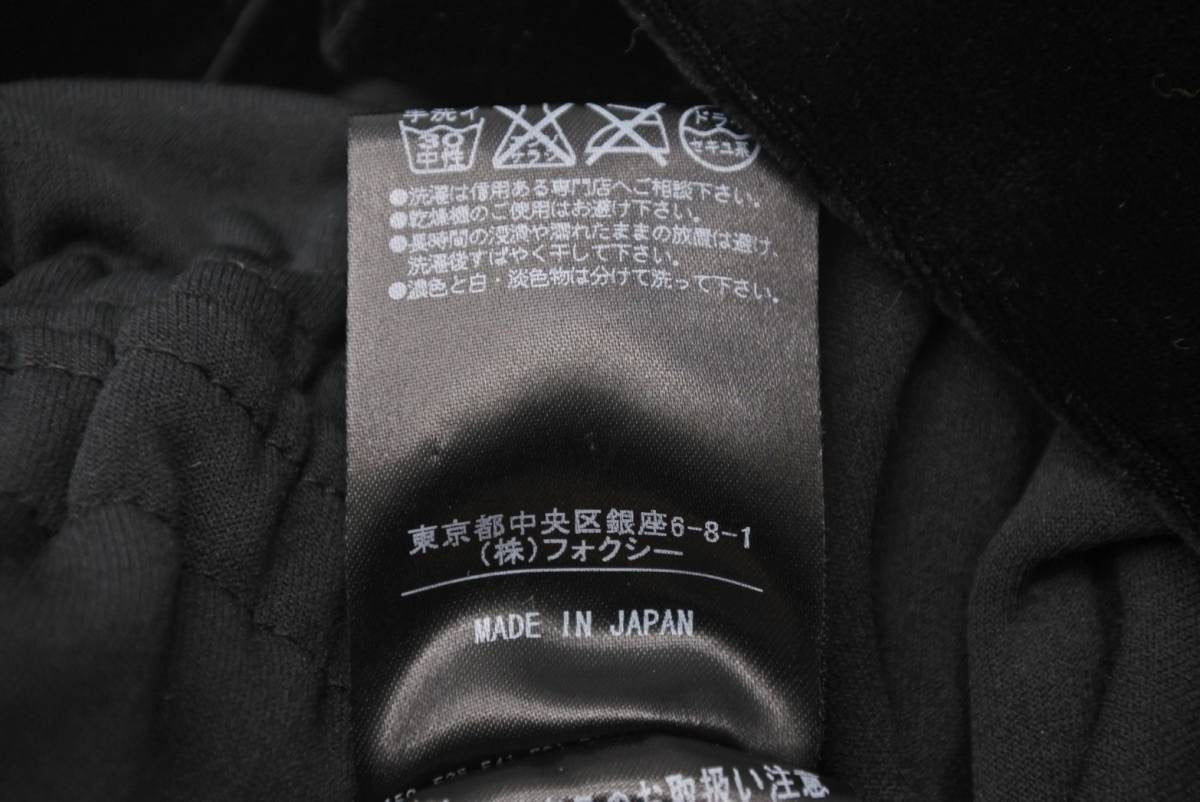 手洗イ
30
中性
エンソ
サラシ
ドライ
セキユ系
●洗濯は信用ある専門店へご相談下さい。
●乾燥機のご使用はお避け下さい。
●長時間の浸漬や濡れたままの放置は避け、
洗濯後すばやく干して下さい。
●濃色と白・淡色物は分けて洗って下さい。
東京都中央区銀座6-8-1
(株)フォクシー
MADE IN JAPAN
お取扱い注意